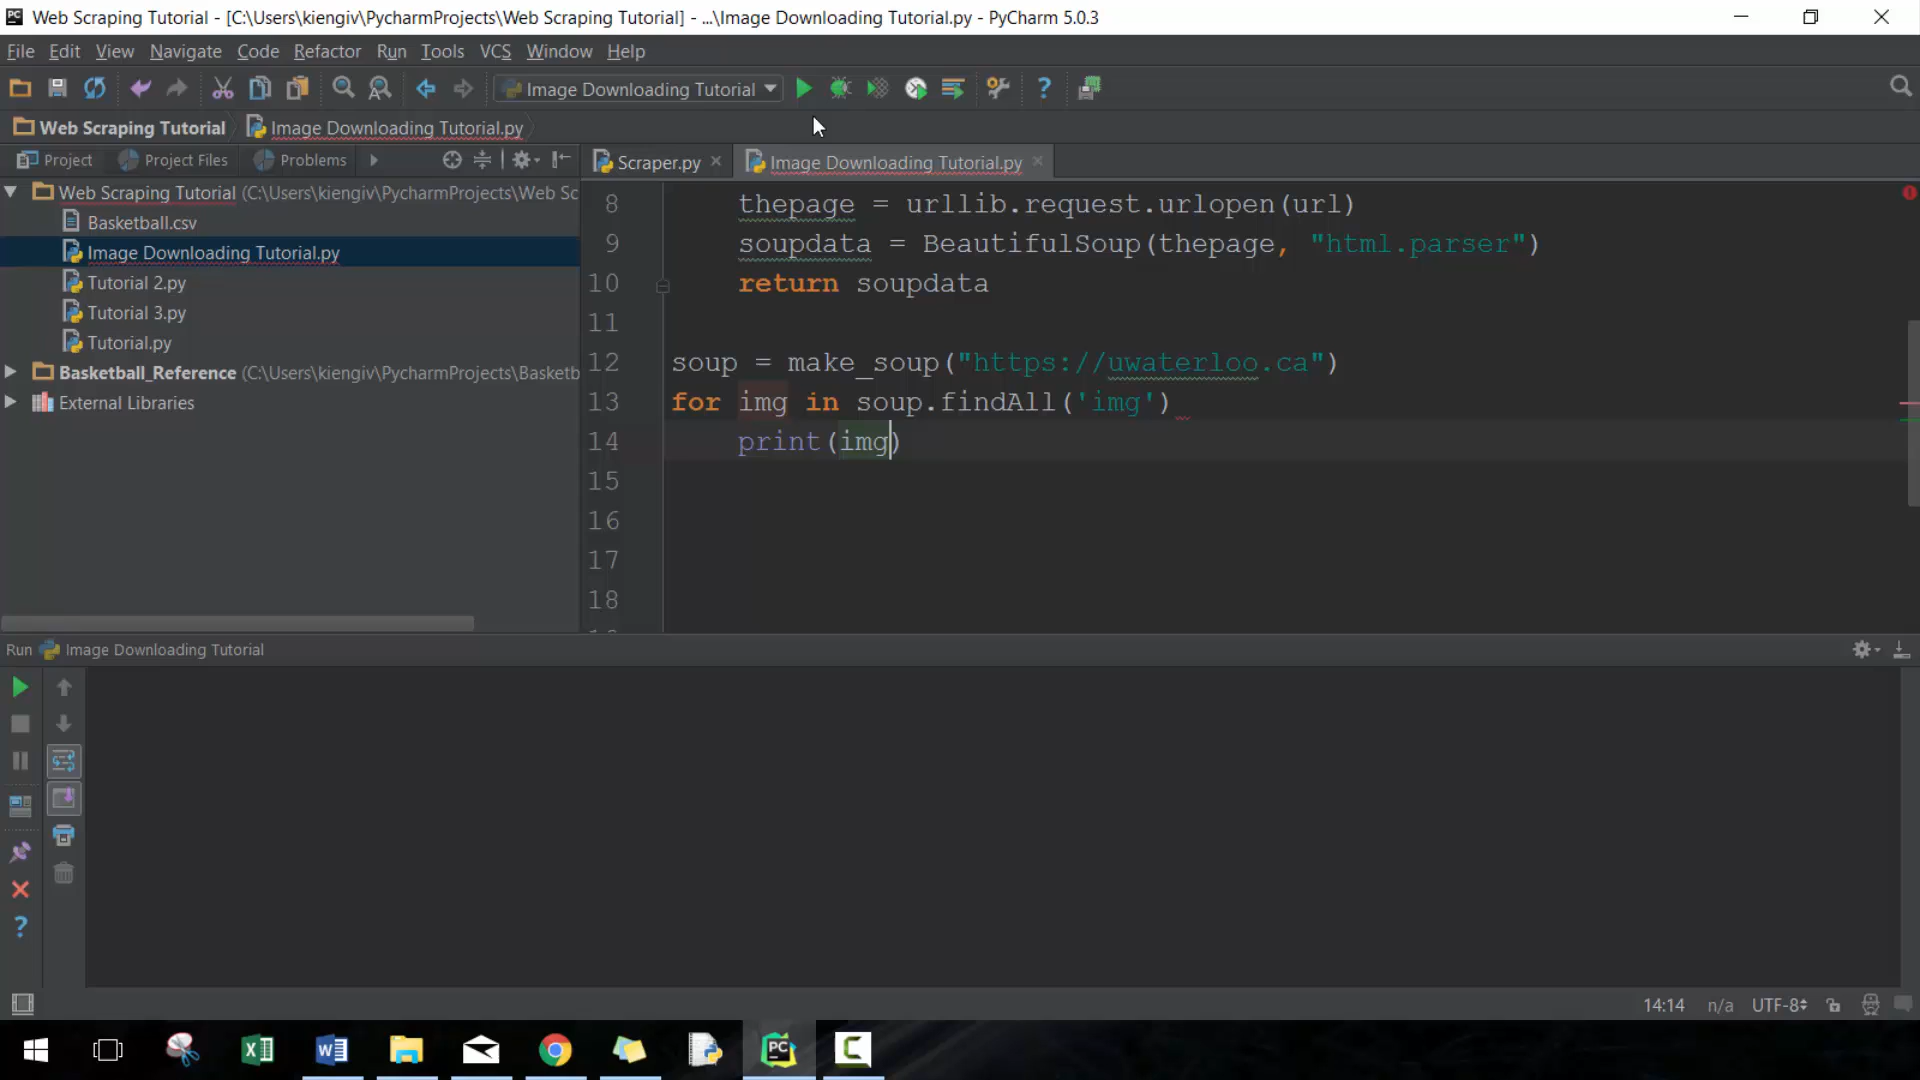 Web Scraping Tutorial - [C:\Users\kiengiv\PycharmProjects\Web Scraping Tutorial] - ...\Image Downloading Tutorial.py - PyCharm 5.0.3
File Edit View Navigate Code Refactor Run Tools VCS Window Help
Image Downloading Tutorial
Web Scraping Tutorial Image Downloading Tutorial.py
Project Project Files Problems
Scraper.py Image Downloading Tutorial.py
Web Scraping Tutorial (C:\Users\kiengiv\PycharmProjects\Web Sc
Basketball.csv
Image Downloading Tutorial.py
Tutorial 2.py
Tutorial 3.py
Tutorial.py
Basketball_Reference (C:\Users\kiengiv\PycharmProjects\Basketb
External Libraries
8 thepage = urllib.request.urlopen(url)
9 soupdata = BeautifulSoup(thepage, "html.parser")
10 return soupdata
11
12 soup = make_soup("https://uwaterloo.ca")
13 for img in soup.findAll('img')
14 print(img)
15
16
17
18
Run Image Downloading Tutorial
14:14 n/a UTF-8